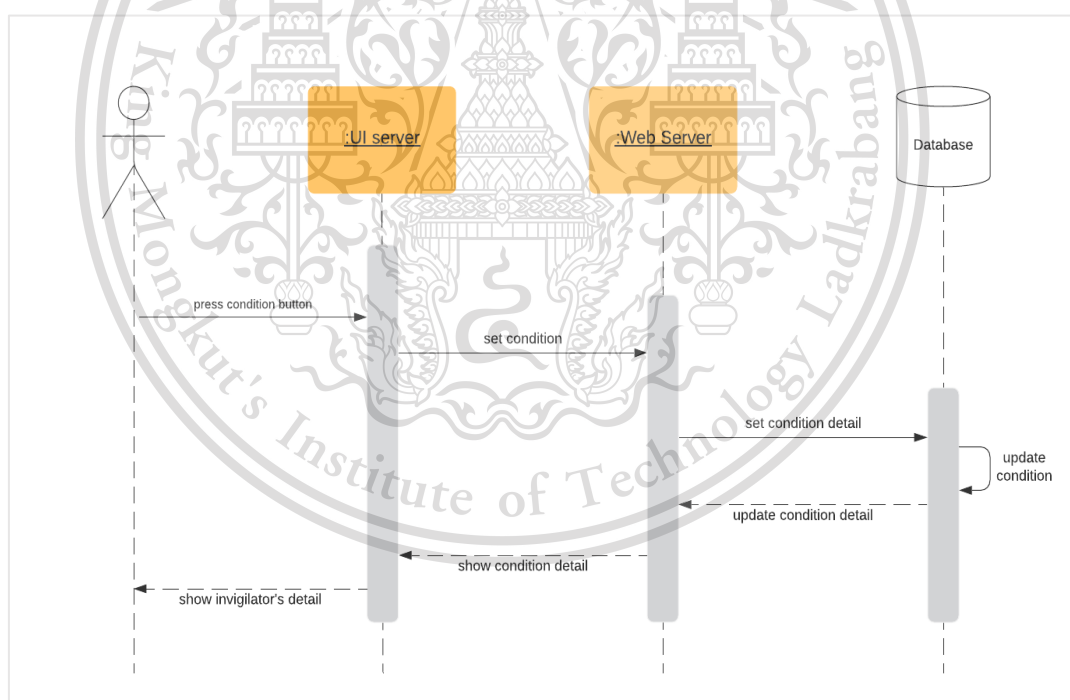 King Mongkut's Institute of Technology Ladkrabang
:UI server
:Web Server
Database
press condition button
set condition
set condition detail
update
condition
update condition detail
show condition detail
show invigilator's detail